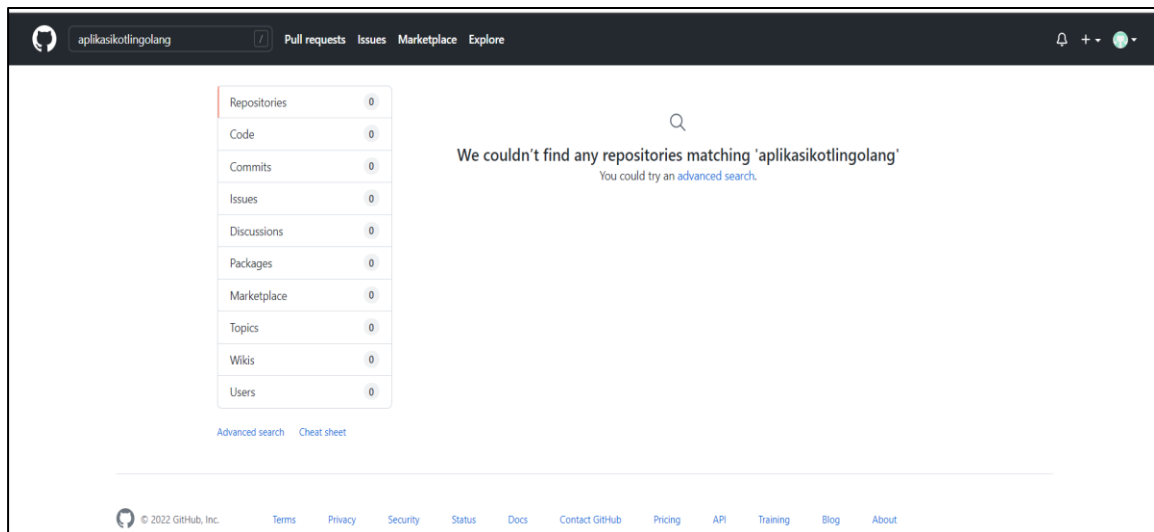 aplikasikotlingolang / Pull requests Issues Marketplace Explore
Repositories 0
Code 0
Commits 0
Issues 0
Discussions 0
Packages 0
Marketplace 0
Topics 0
Wikis 0
Users 0
Advanced search Cheat sheet
We couldn't find any repositories matching 'aplikasikotlingolang'
You could try an advanced search.
© 2022 GitHub, Inc. Terms Privacy Security Status Docs Contact GitHub Pricing API Training Blog About